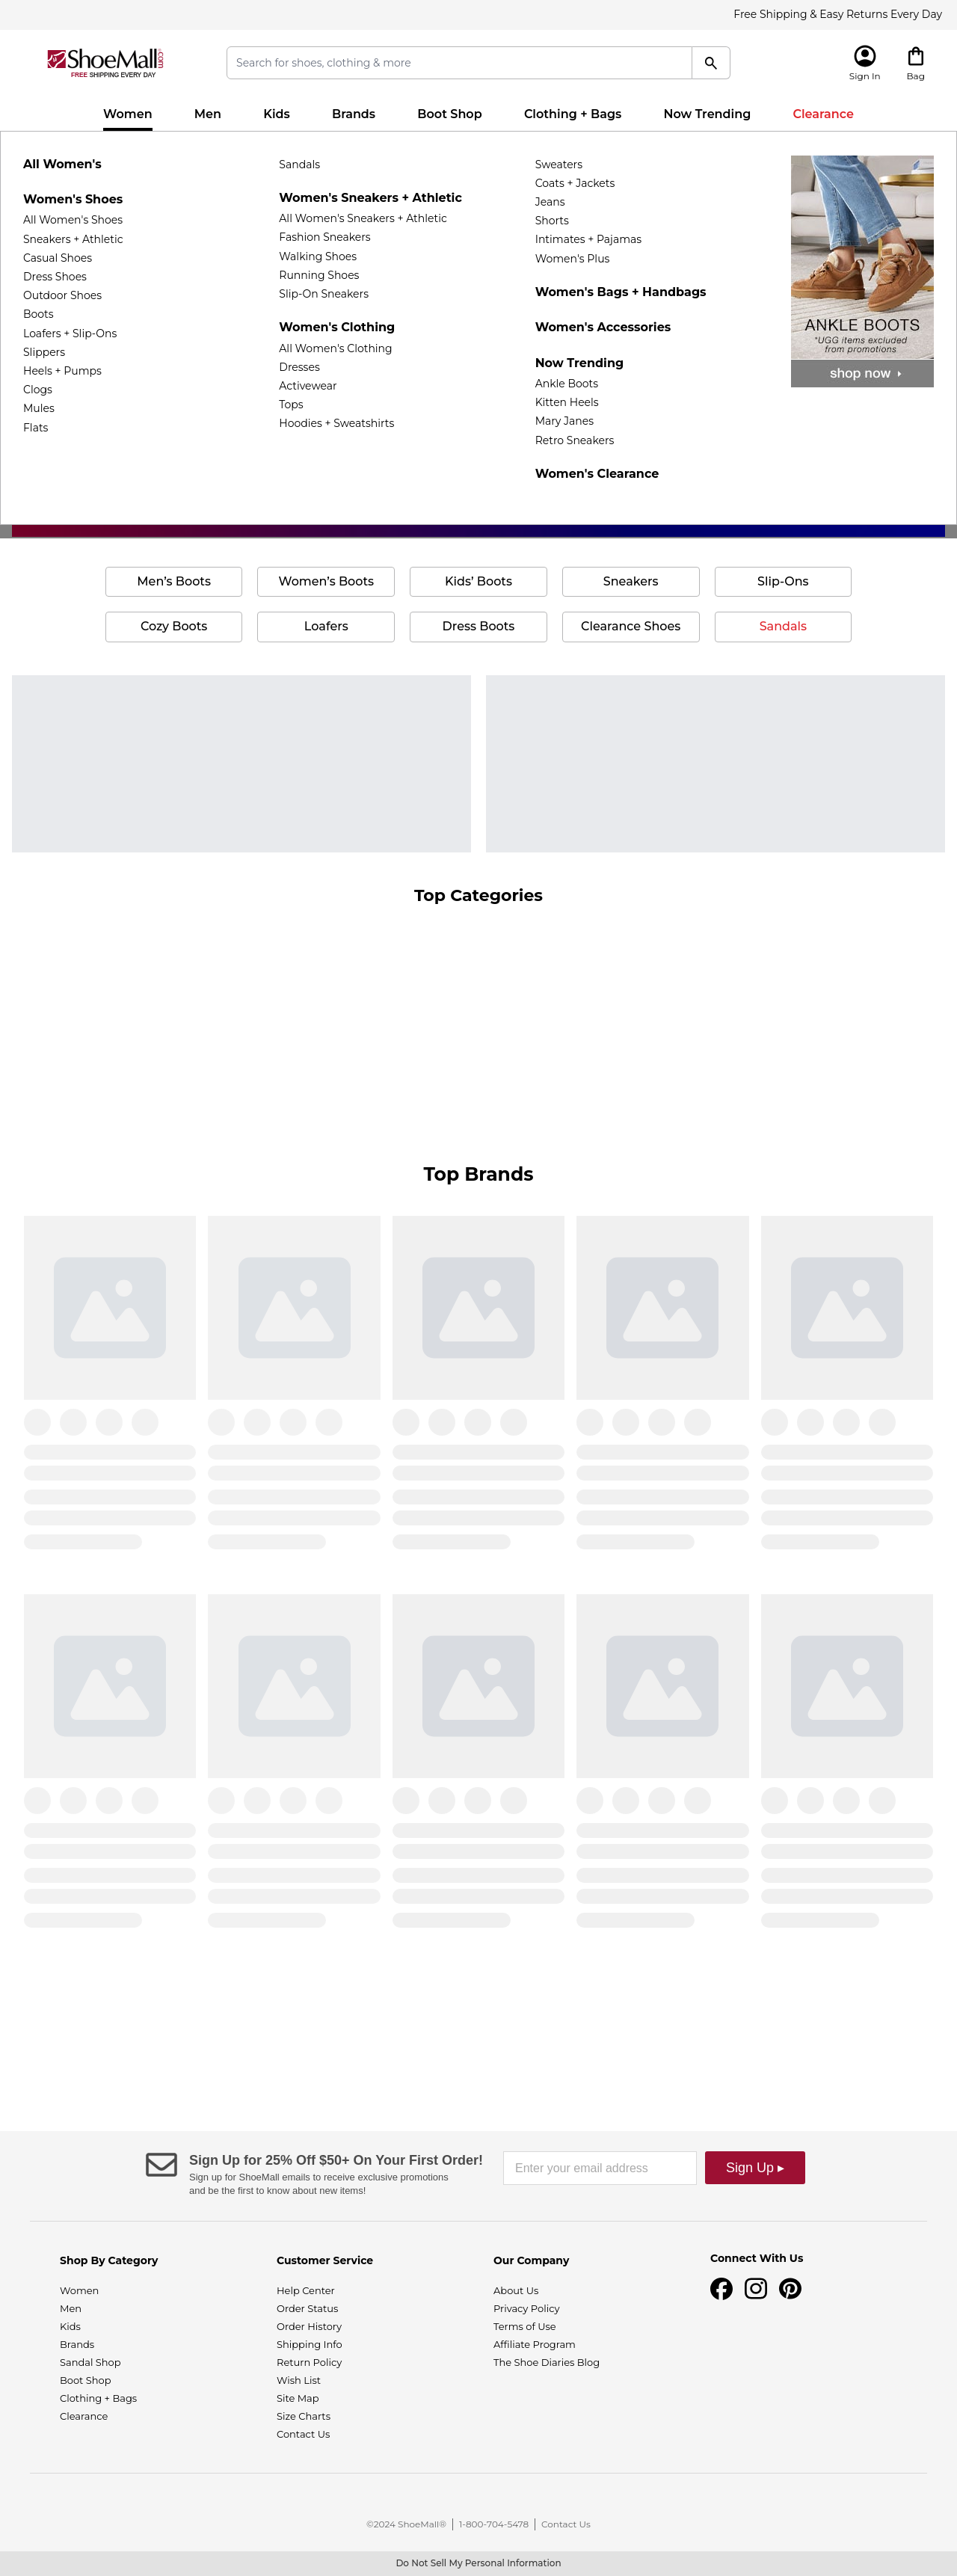 Free Shipping & Easy Returns Every Day
ShoeMall.com
FREE SHIPPING EVERY DAY
Search for shoes, clothing & more
Sign In
Bag
Women
Men
Kids
Brands
Boot Shop
Clothing + Bags
Now Trending
Clearance
All Women's
Women's Shoes
All Women's Shoes
Sneakers + Athletic
Casual Shoes
Dress Shoes
Outdoor Shoes
Boots
Loafers + Slip-Ons
Slippers
Heels + Pumps
Clogs
Mules
Flats
Sandals
Women's Sneakers + Athletic
All Women's Sneakers + Athletic
Fashion Sneakers
Walking Shoes
Running Shoes
Slip-On Sneakers
Women's Clothing
All Women's Clothing
Dresses
Activewear
Tops
Hoodies + Sweatshirts
Sweaters
Coats + Jackets
Jeans
Shorts
Intimates + Pajamas
Women's Plus
Women's Bags + Handbags
Women's Accessories
Now Trending
Ankle Boots
Kitten Heels
Mary Janes
Retro Sneakers
Women's Clearance
ANKLE BOOTS
*UGG items excluded
from promotions
shop now
Men's Boots
Women's Boots
Kids' Boots
Sneakers
Slip-Ons
Cozy Boots
Loafers
Dress Boots
Clearance Shoes
Sandals
Top Categories
Top Brands
Sign Up for 25% Off $50+ On Your First Order!
Sign up for ShoeMall emails to receive exclusive promotions
and be the first to know about new items!
Enter your email address
Sign Up ▸
Shop By Category
Women
Men
Kids
Brands
Sandal Shop
Boot Shop
Clothing + Bags
Clearance
Customer Service
Help Center
Order Status
Order History
Shipping Info
Return Policy
Wish List
Site Map
Size Charts
Contact Us
Our Company
About Us
Privacy Policy
Terms of Use
Affiliate Program
The Shoe Diaries Blog
Connect With Us
©2024 ShoeMall® | 1-800-704-5478 | Contact Us
Do Not Sell My Personal Information